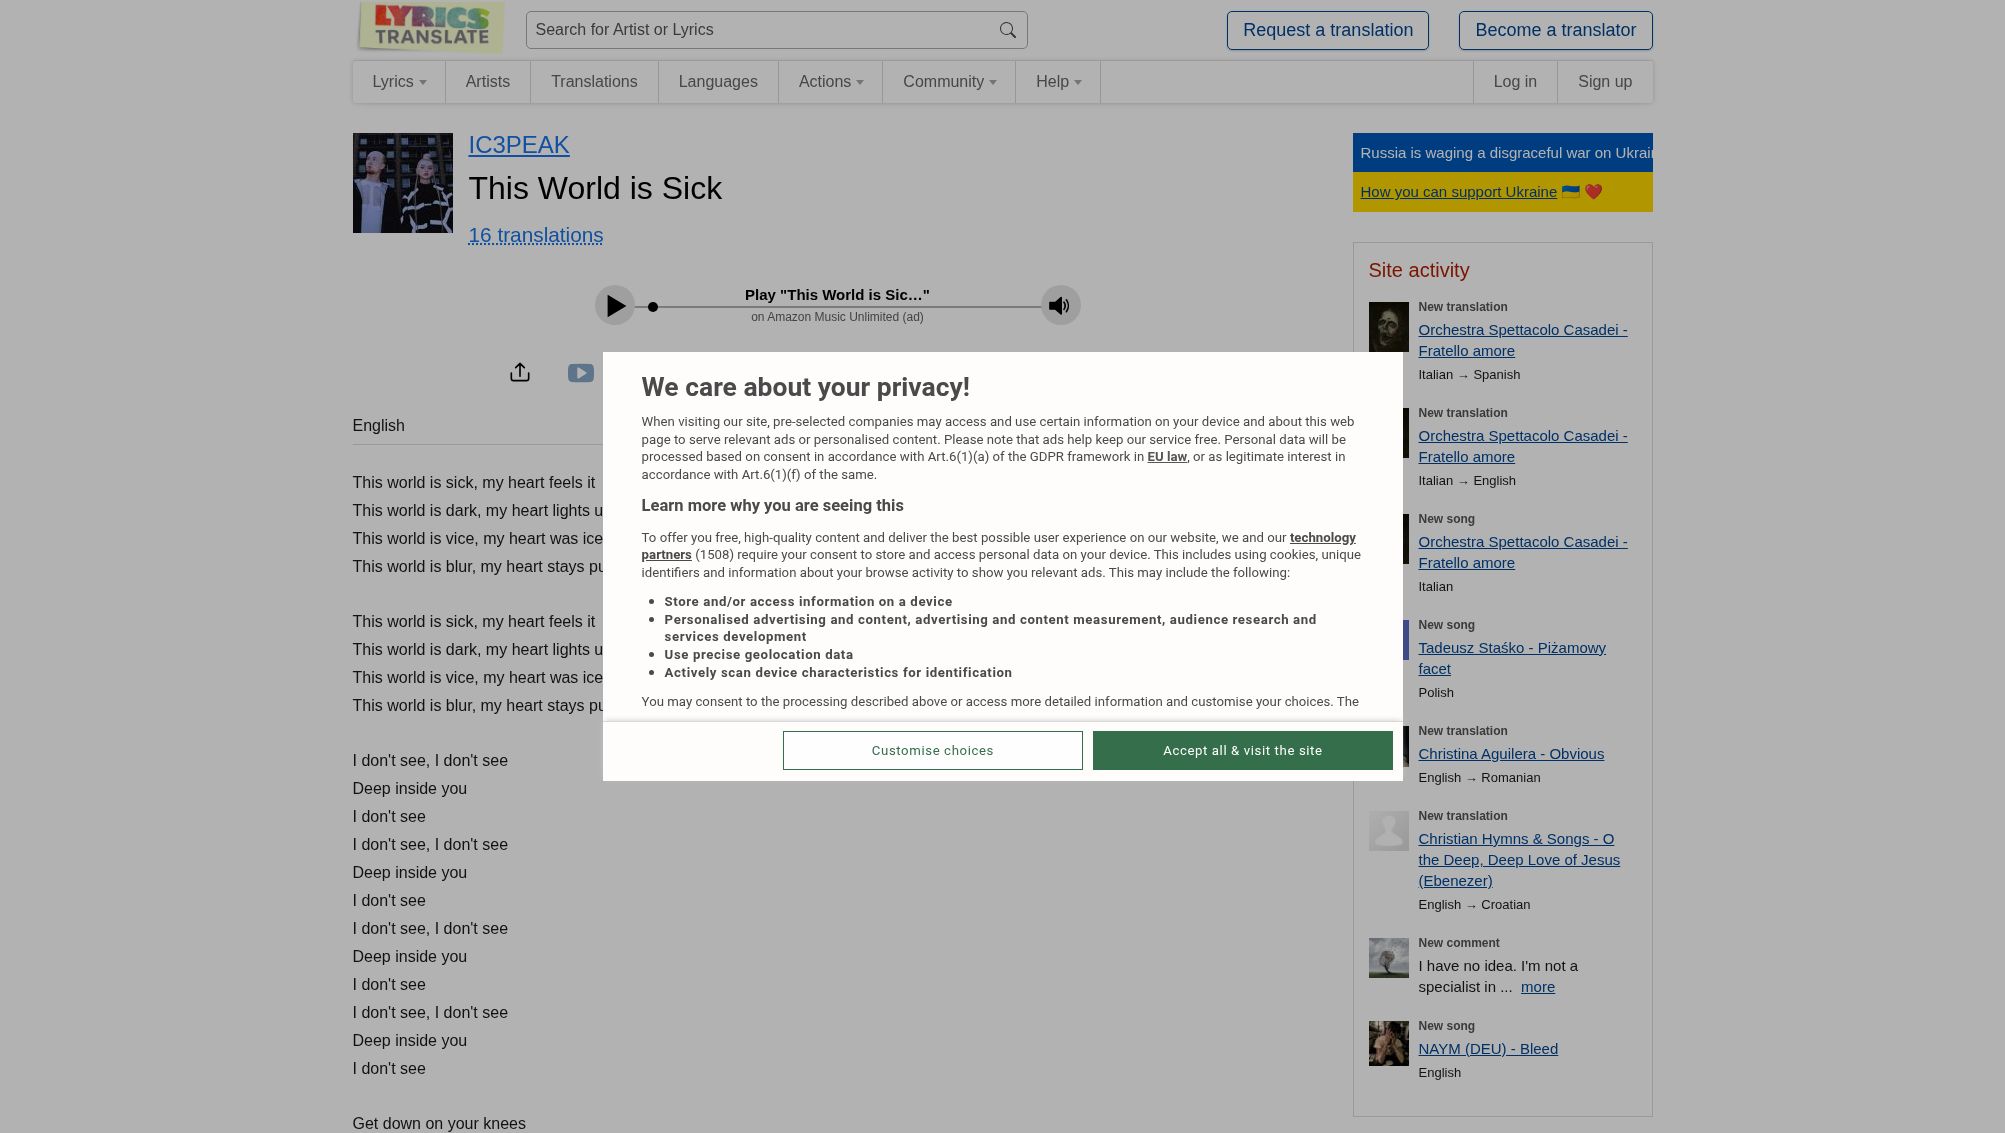 LYRICS
TRANSLATE
Search for Artist or Lyrics
Request a translation
Become a translator
Lyrics
Artists
Translations
Languages
Actions
Community
Help
Log in
Sign up
IC3PEAK
This World is Sick
16 translations
Play "This World is Sic…"
on Amazon Music Unlimited (ad)
English
This world is sick, my heart feels it
This world is dark, my heart lights
This world is vice, my heart was ice
This world is blur, my heart stays
This world is sick, my heart feels it
This world is dark, my heart lights
This world is vice, my heart was ice
This world is blur, my heart stays
I don't see, I don't see
Deep inside you
I don't see
I don't see, I don't see
Deep inside you
I don't see
I don't see, I don't see
Deep inside you
I don't see
I don't see, I don't see
Deep inside you
I don't see
Get down on your knees
We care about your privacy!
When visiting our site, pre-selected companies may access and use certain information on your device and about this web
page to serve relevant ads or personalised content. Please note that ads help keep our service free. Personal data will be
processed based on consent in accordance with Art.6(1)(a) of the GDPR framework in EU law, or as legitimate interest in
accordance with Art.6(1)(f) of the same.
Learn more why you are seeing this
To offer you free, high-quality content and deliver the best possible user experience on our website, we and our technology
partners (1508) require your consent to store and access personal data on your device. This includes using cookies, unique
identifiers and information about your browse activity to show you relevant ads. This may include the following:
Store and/or access information on a device
Personalised advertising and content, advertising and content measurement, audience research and
services development
Use precise geolocation data
Actively scan device characteristics for identification
You may consent to the processing described above or access more detailed information and customise your choices. The
Customise choices
Accept all & visit the site
Russia is waging a disgraceful war on
How you can support Ukraine 🇺🇦 ❤️
Site activity
New translation
Orchestra Spettacolo Casadei -
Fratello amore
Italian → Spanish
New translation
Orchestra Spettacolo Casadei -
Fratello amore
Italian → English
New song
Orchestra Spettacolo Casadei -
Fratello amore
Italian
New song
Tadeusz Staśko - Piżamowy
facet
Polish
New translation
Christina Aguilera - Obvious
English → Romanian
New translation
Christian Hymns & Songs - O
the Deep, Deep Love of Jesus
(Ebenezer)
English → Croatian
New comment
I have no idea. I'm not a
specialist in ... more
New song
NAYM (DEU) - Bleed
English